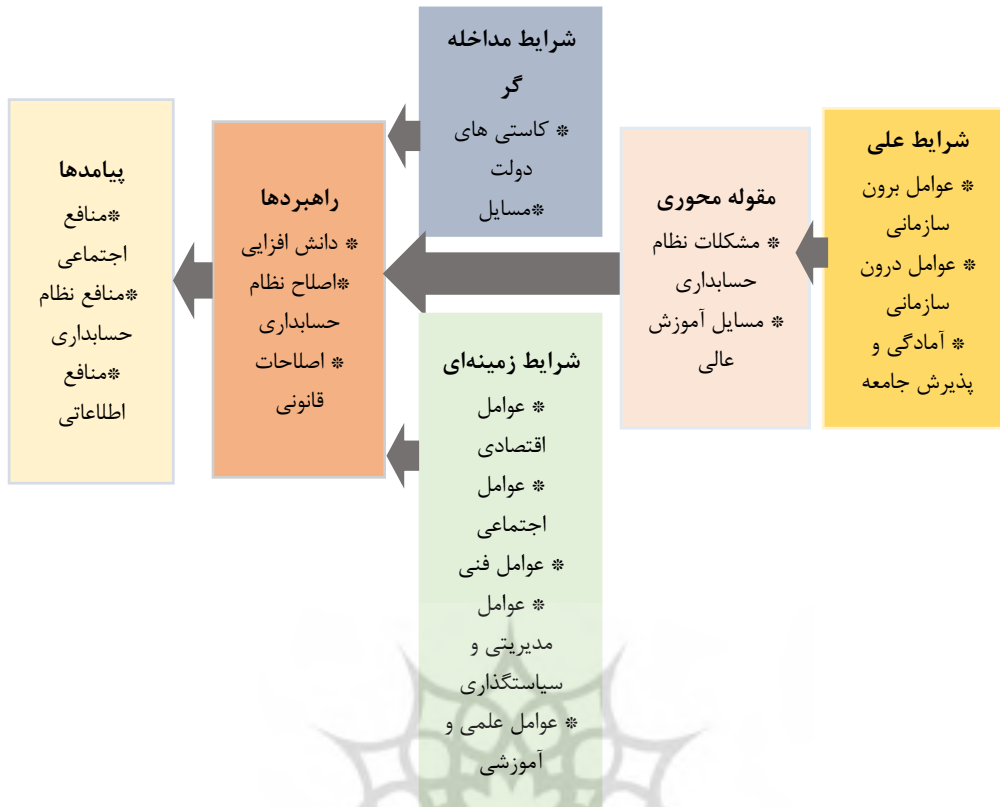 شرایط علی
* عوامل برون
سازمانی
* عوامل درون
سازمانی
* آمادگی و
پذیرش جامعه
مقوله محوری
* مشکلات نظام
حسابداری
* مسایل آموزش
عالی
شرایط مداخله
گر
* کاستی های
دولت
*مسایل
شرایط زمینه‌ای
* عوامل
اقتصادی
* عوامل
اجتماعی
* عوامل فنی
* عوامل
مدیریتی و
سیاستگذاری
* عوامل علمی و
آموزشی
راهبردها
* دانش افزایی
*اصلاح نظام
حسابداری
* اصلاحات
قانونی
پیامدها
*منافع
اجتماعی
*منافع نظام
حسابداری
*منافع
اطلاعاتی